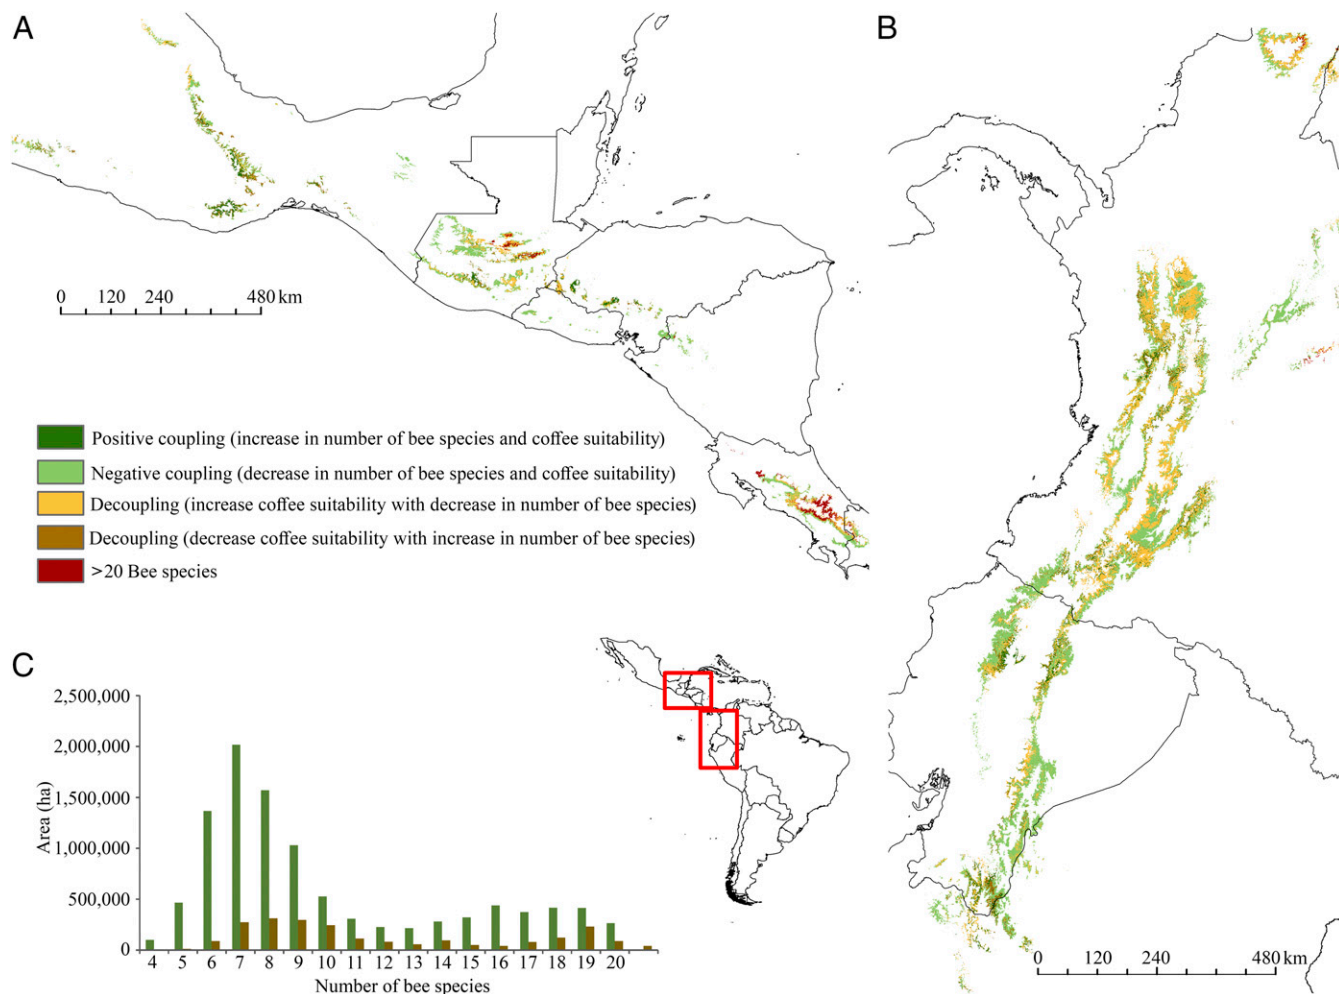 A
B
0 120 240 480 km
Positive coupling (increase in number of bee species and coffee suitability)
Negative coupling (decrease in number of bee species and coffee suitability)
Decoupling (increase coffee suitability with decrease in number of bee species)
Decoupling (decrease coffee suitability with increase in number of bee species)
>20 Bee species
C
2,500,000
2,000,000
1,500,000
1,000,000
500,000
0
Area (ha)
4 5 6 7 8 9 10 11 12 13 14 15 16 17 18 19 20
Number of bee species
0 120 240 480 km